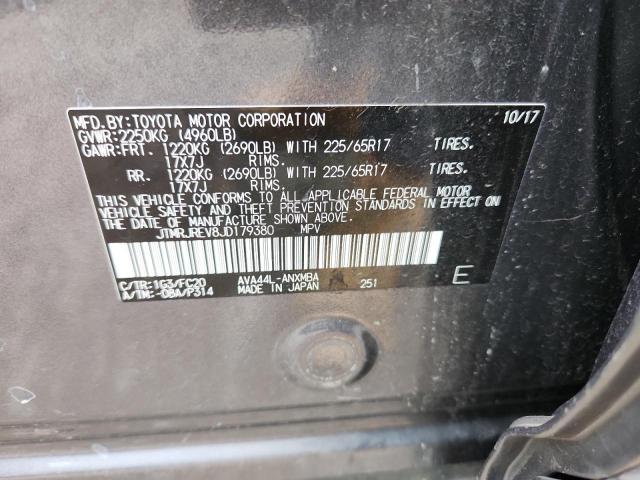 MFD.BY:TOYOTA MOTOR CORPORATION 10/17
GVWR:2250KG (4960LB)
GAWR:FRT. 1220KG (2690LB) WITH 225/65R17 TIRES.
17X7J RIMS.
RR. 1220KG (2690LB) WITH 225/65R17 TIRES.
17X7J RIMS.
THIS VEHICLE CONFORMS TO ALL APPLICABLE FEDERAL MOTOR
VEHICLE SAFETY AND THEFT PREVENTION STANDARDS IN EFFECT ON
THE DATE OF MANUFACTURE SHOWN ABOVE.
JTMRJREV8JD179380 MPV
C/TR:1G3/FC20 AVA44L-ANXMBA
A/TM:-0BA/P314 MADE IN JAPAN 251 E